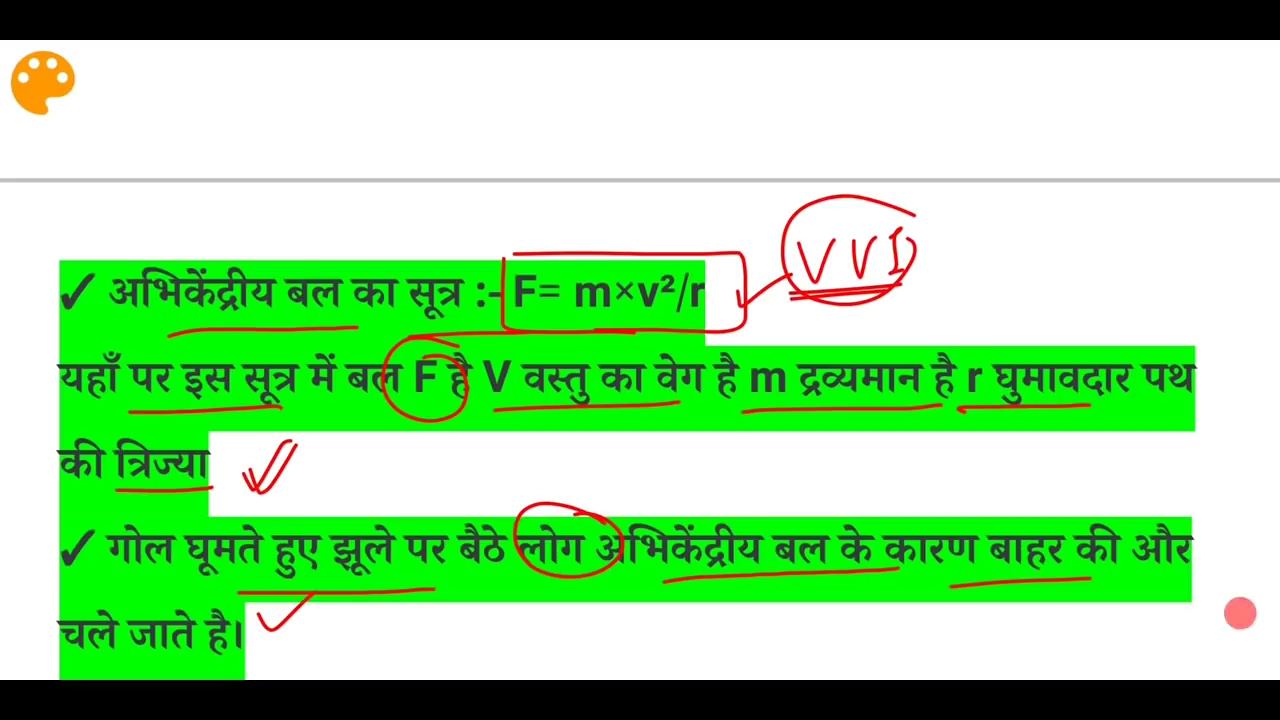 V V I
✓ अभिकेंद्रीय बल का सूत्र :- F= m×v²/r
यहाँ पर इस सूत्र में बल F है V वस्तु का वेग है m द्रव्यमान है r घुमावदार पथ
की त्रिज्या
✓ गोल घूमते हुए झूले पर बैठे लोग अभिकेंद्रीय बल के कारण बाहर की और
चले जाते है।